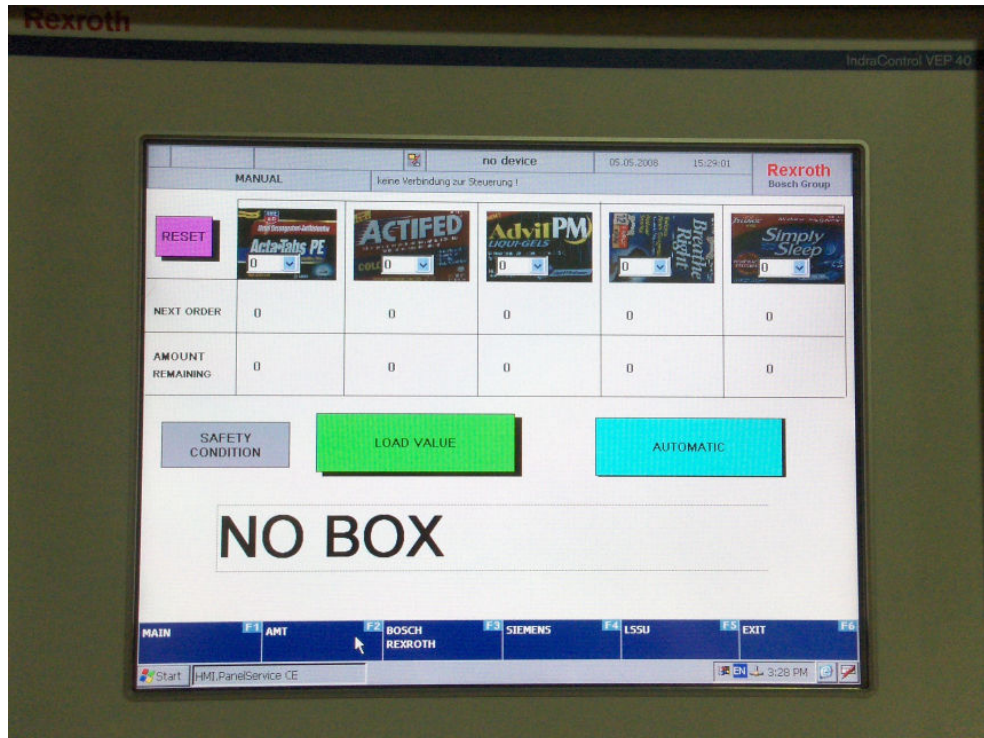 Rexroth
IndraControl VEP 40
no device
05.05.2008
15:29:01
Rexroth
Bosch Group
MANUAL
keine Verbindung zur Steuerung !
RESET
Acta-Tabs PE
0
ACTIFED
COLD
0
Advil PM
LIQUI-GELS
0
Breathe
Right
0
Simply
Sleep
0
NEXT ORDER
0
0
0
0
0
AMOUNT
REMAINING
0
0
0
0
0
SAFETY
CONDITION
LOAD VALUE
AUTOMATIC
NO BOX
MAIN
F1
AMT
F2
BOSCH
REXROTH
F3
SIEMENS
F4
LSSU
F5
EXIT
F6
Start
HMI.PanelService CE
EN
3:28 PM